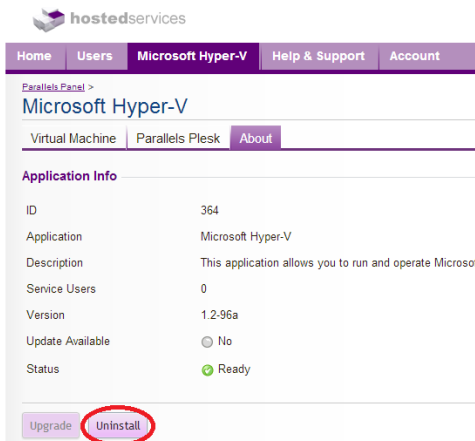 hostedservices
Home Users Microsoft Hyper-V Help & Support Account
Parallels Panel >
Microsoft Hyper-V
Virtual Machine Parallels Plesk About
Application Info
ID 364
Application Microsoft Hyper-V
Description This application allows you to run and operate Microso
Service Users 0
Version 1.2-96a
Update Available No
Status Ready
Upgrade Uninstall